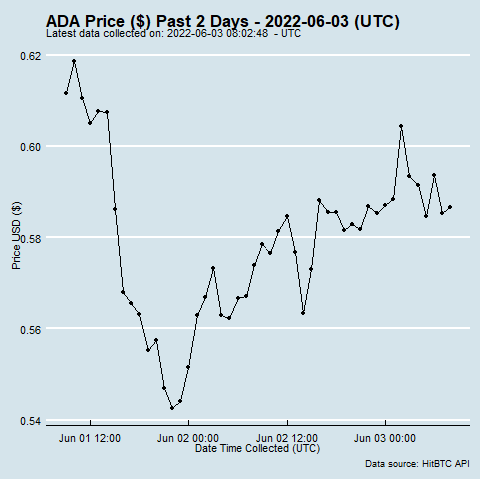 ADA Price ($) Past 2 Days - 2022-06-03 (UTC)
Latest data collected on: 2022-06-03 08:02:48 - UTC
0.62
0.60
0.58
0.56
0.54
Price USD ($)
Jun 01 12:00
Jun 02 00:00
Jun 02 12:00
Jun 03 00:00
Date Time Collected (UTC)
Data source: HitBTC API